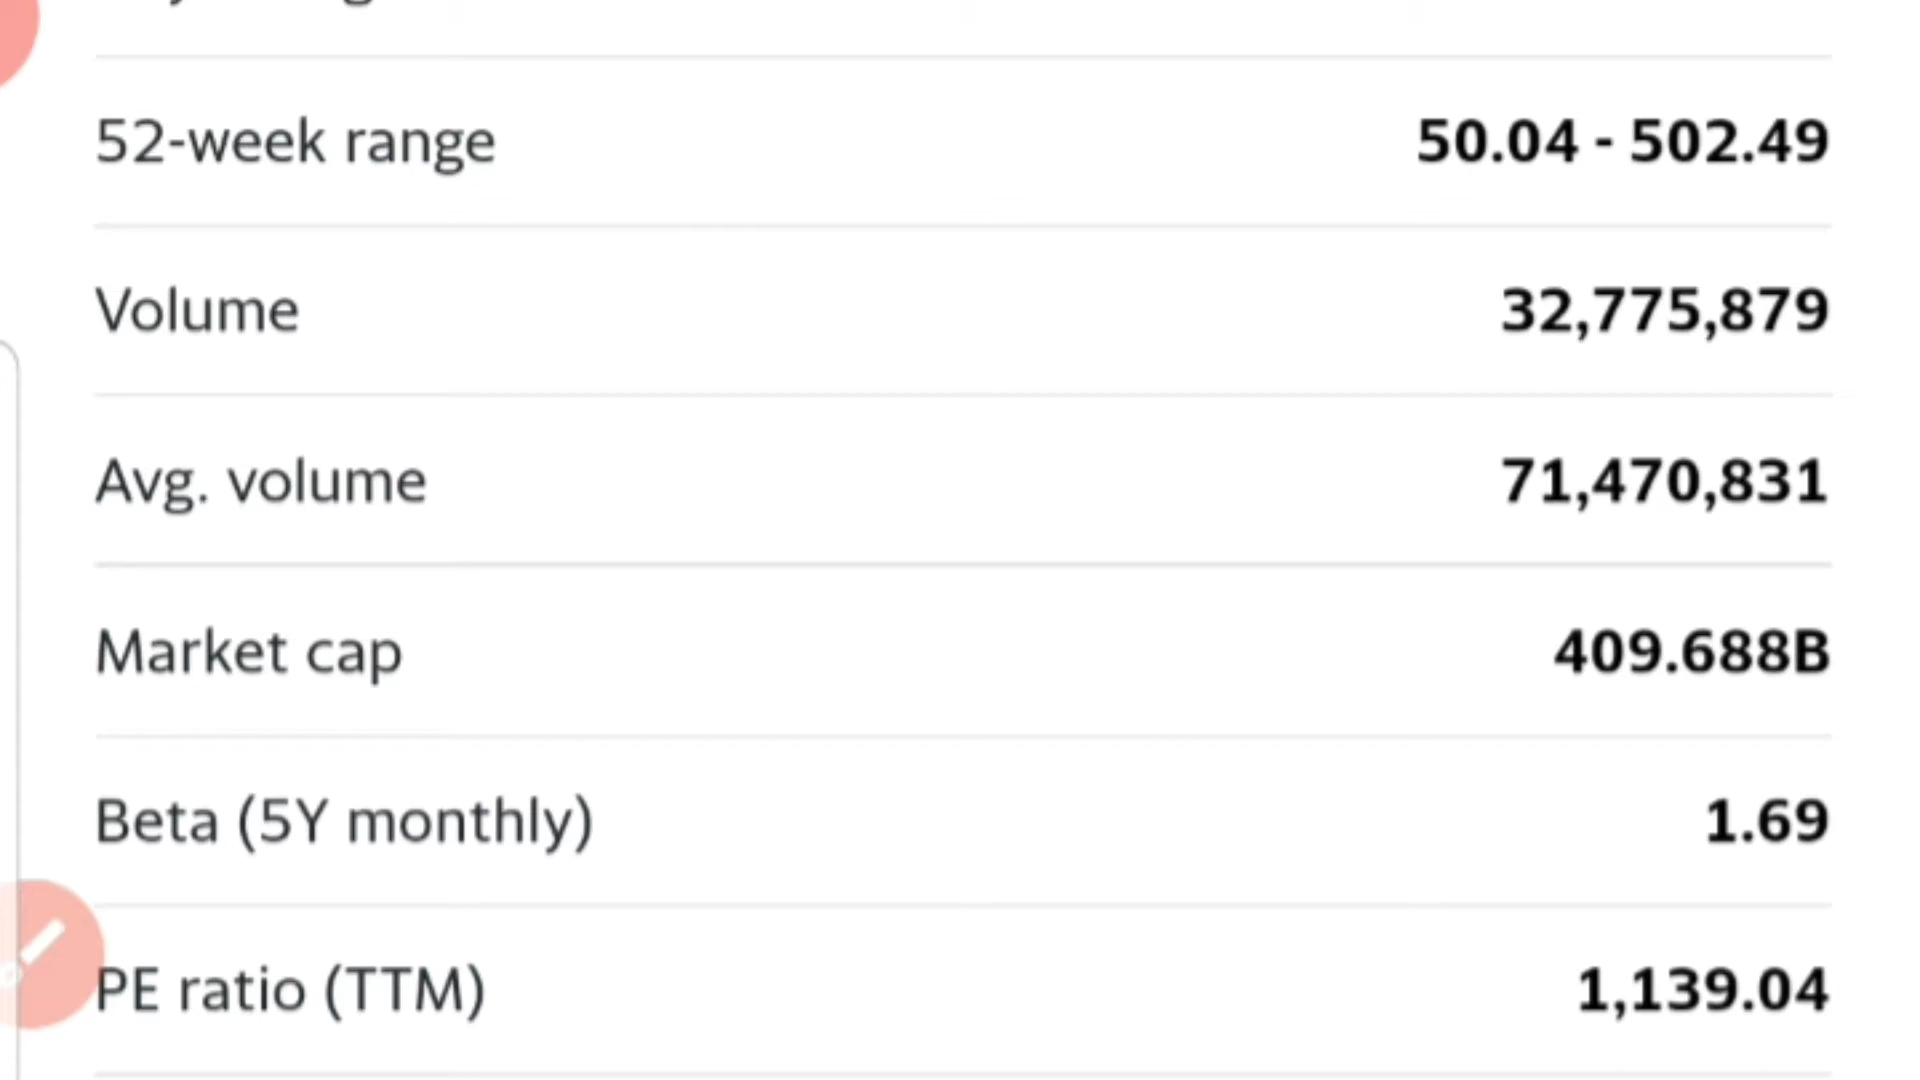 52-week range 50.04 - 502.49
Volume 32,775,879
Avg. volume 71,470,831
Market cap 409.688B
Beta (5Y monthly) 1.69
PE ratio (TTM) 1,139.04